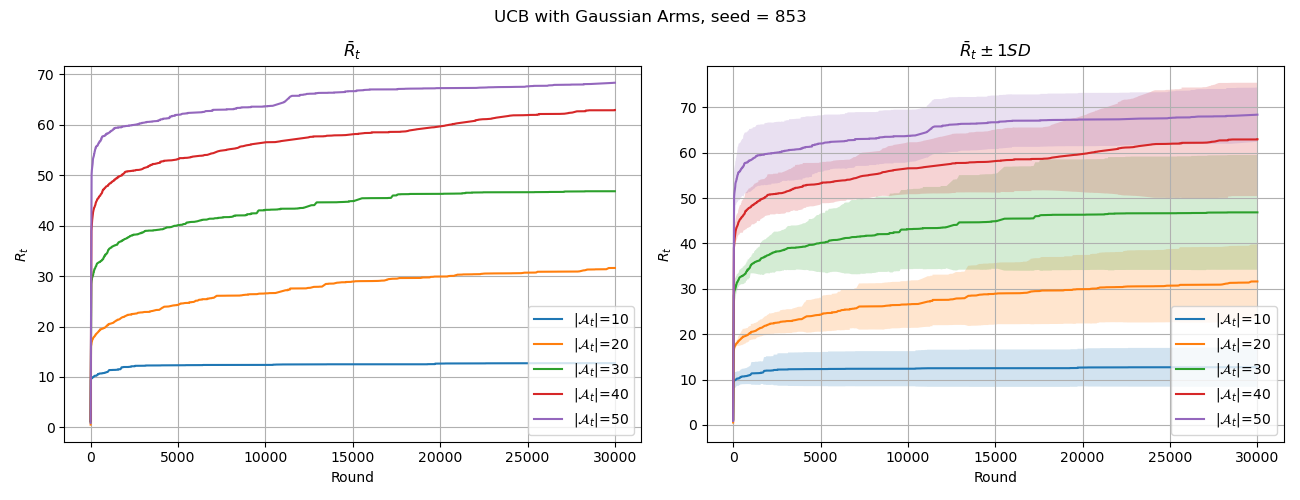 UCB with Gaussian Arms, seed = 853
R̄_t
70
60
50
40
30
20
10
0
R_t
0 5000 10000 15000 20000 25000 30000
Round
|𝒜_t|=10
|𝒜_t|=20
|𝒜_t|=30
|𝒜_t|=40
|𝒜_t|=50
R̄_t ± 1SD
70
60
50
40
30
20
10
0
R_t
0 5000 10000 15000 20000 25000 30000
Round
|𝒜_t|=10
|𝒜_t|=20
|𝒜_t|=30
|𝒜_t|=40
|𝒜_t|=50